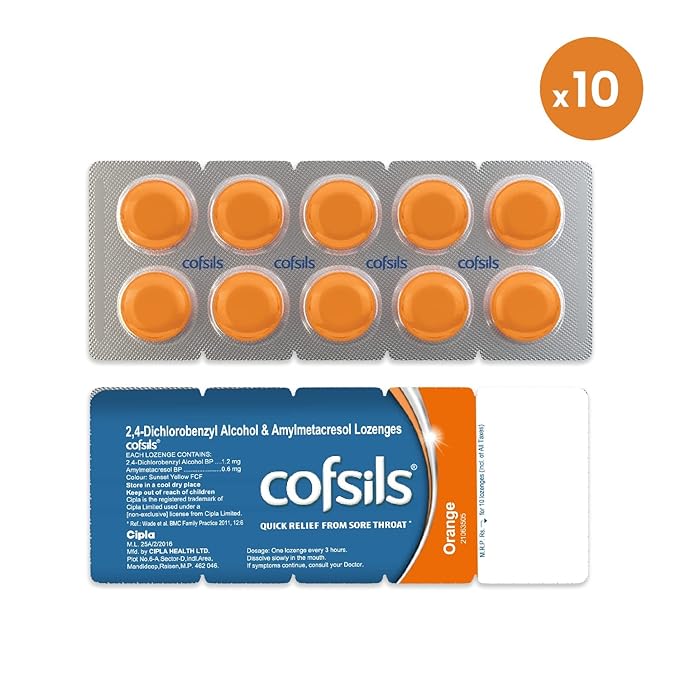 x10
cofsils cofsils cofsils cofsils
2,4-Dichlorobenzyl Alcohol & Amylmetacresol Lozenges
cofsils®
EACH LOZENGE CONTAINS:
2,4-Dichlorobenzyl Alcohol BP ....1.2 mg
Amylmetacresol BP ....................0.6 mg
Colour: Sunset Yellow FCF
Store in a cool dry place
Keep out of reach of children
Cipla is the registered trademark of
Cipla Limited used under a
[non-exclusive] license from Cipla Limited.
* Ref.: Wade et al. BMC Family Practice 2011, 12:6
Cipla
M.L. 25A/2/2016
Mfd. by CIPLA HEALTH LTD.
Plot No.6-A,Sector-D,Indl.Area,
Mandideep,Raisen,M.P. 462 046.
cofsils®
QUICK RELIEF FROM SORE THROAT*
Dosage: One lozenge every 3 hours.
Dissolve slowly in the mouth.
If symptoms continue, consult your Doctor.
Orange
21063505
M.R.P. Rs. → for 10 lozenges (Incl. of All Taxes)